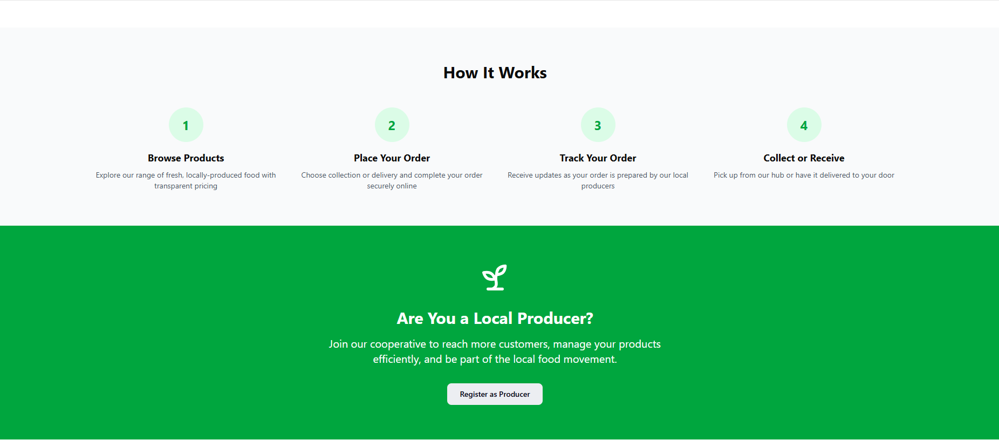 How It Works
1
2
3
4
Browse Products
Place Your Order
Track Your Order
Collect or Receive
Explore our range of fresh, locally-produced food with
transparent pricing
Choose collection or delivery and complete your order
securely online
Receive updates as your order is prepared by our local
producers
Pick up from our hub or have it delivered to your door
Are You a Local Producer?
Join our cooperative to reach more customers, manage your products
efficiently, and be part of the local food movement.
Register as Producer